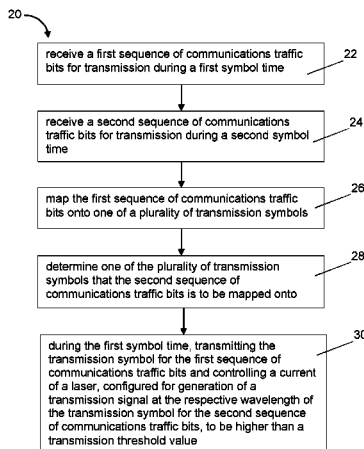 20
receive a first sequence of communications traffic
bits for transmission during a first symbol time
22
receive a second sequence of communications
traffic bits for transmission during a second symbol
time
24
map the first sequence of communications traffic
bits onto one of a plurality of transmission symbols
26
determine one of the plurality of transmission
symbols that the second sequence of
communications traffic bits is to be mapped onto
28
during the first symbol time, transmitting the
transmission symbol for the first sequence of
communications traffic bits and controlling a current
of a laser, configured for generation of a
transmission signal at the respective wavelength of
the transmission symbol for the second sequence
of communications traffic bits, to be higher than a
transmission threshold value
30